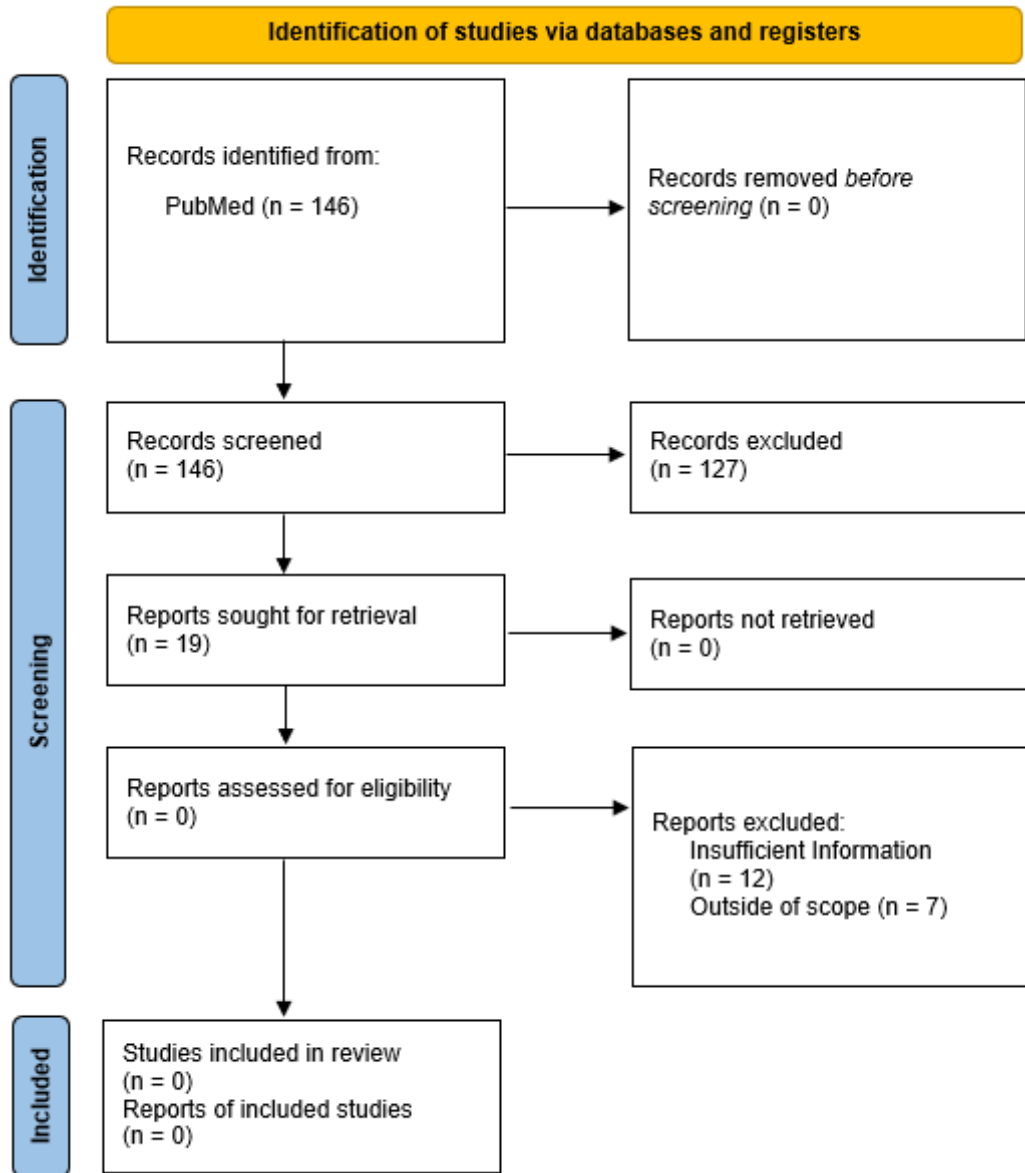 Identification of studies via databases and registers
Identification
Records identified from:
PubMed (n = 146)
Records removed before
screening (n = 0)
Screening
Records screened
(n = 146)
Records excluded
(n = 127)
Reports sought for retrieval
(n = 19)
Reports not retrieved
(n = 0)
Reports assessed for eligibility
(n = 0)
Reports excluded:
Insufficient Information
(n = 12)
Outside of scope (n = 7)
Included
Studies included in review
(n = 0)
Reports of included studies
(n = 0)